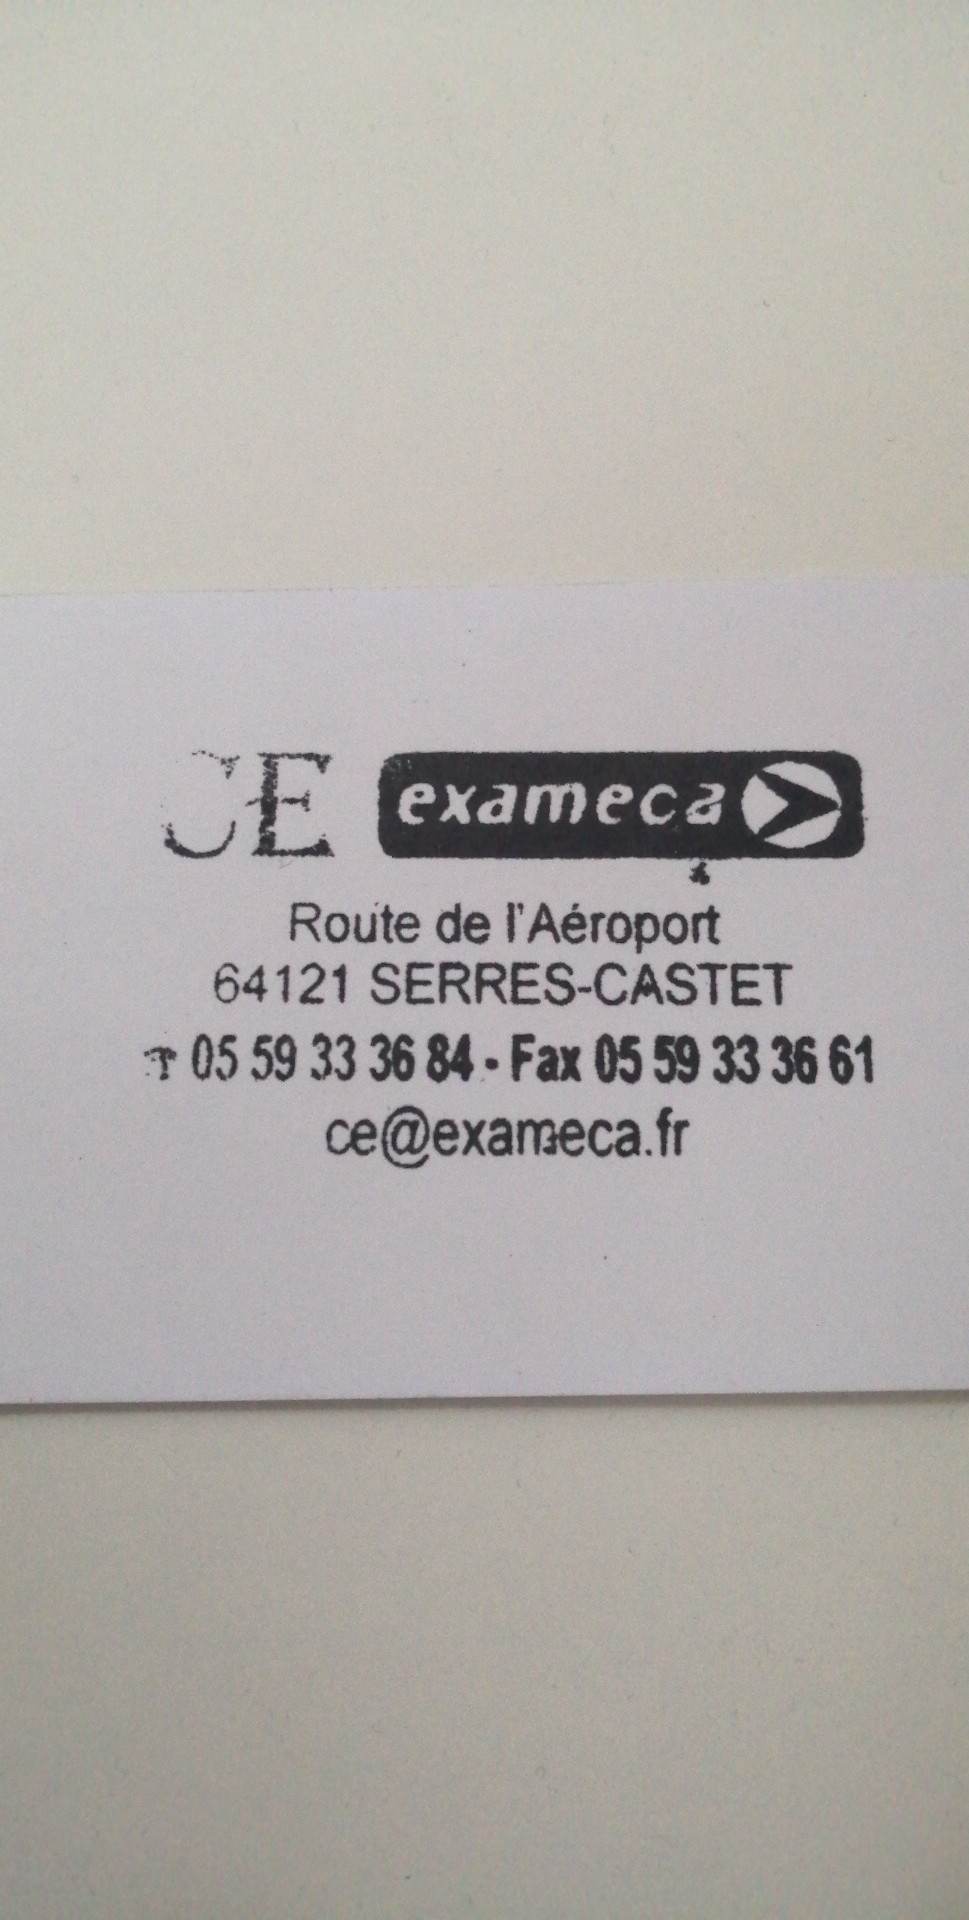 CE exameca
Route de l'Aéroport
64121 SERRES-CASTET
05 59 33 36 84 - Fax 05 59 33 36 61
ce@exameca.fr